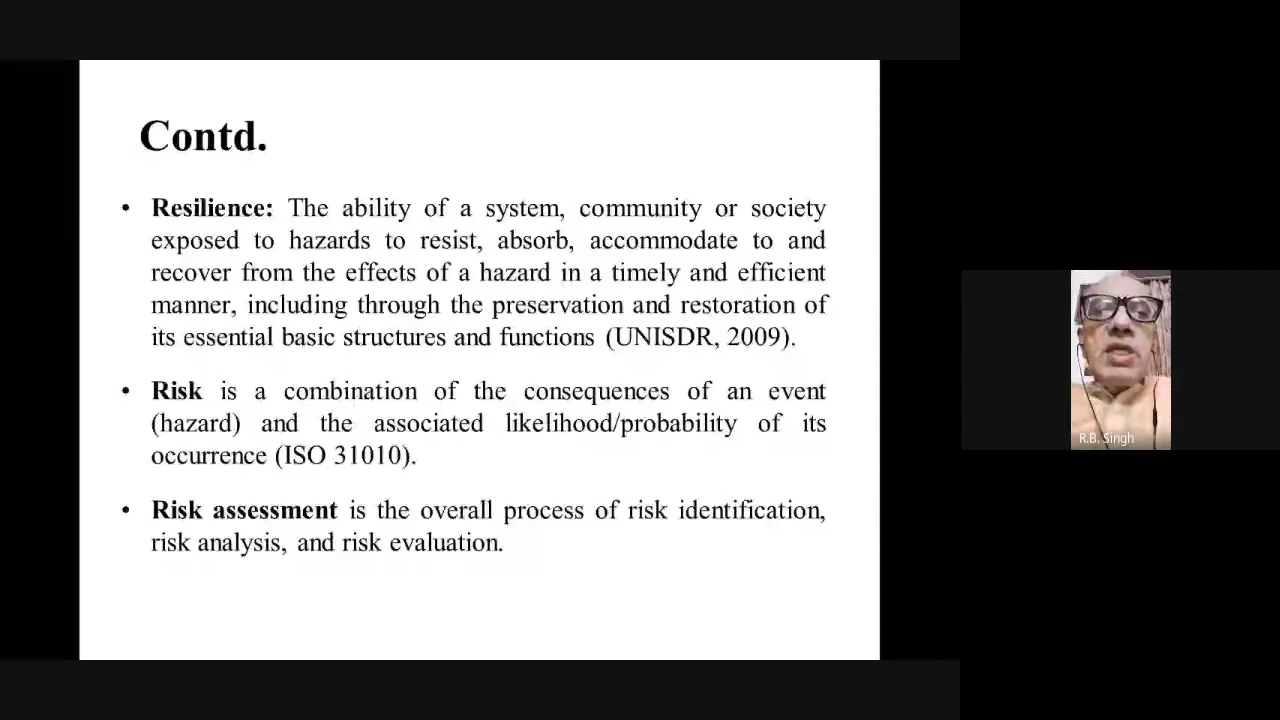 Contd.
• Resilience: The ability of a system, community or society
exposed to hazards to resist, absorb, accommodate to and
recover from the effects of a hazard in a timely and efficient
manner, including through the preservation and restoration of
its essential basic structures and functions (UNISDR, 2009).
• Risk is a combination of the consequences of an event
(hazard) and the associated likelihood/probability of its
occurrence (ISO 31010).
• Risk assessment is the overall process of risk identification,
risk analysis, and risk evaluation.
R.B. Singh